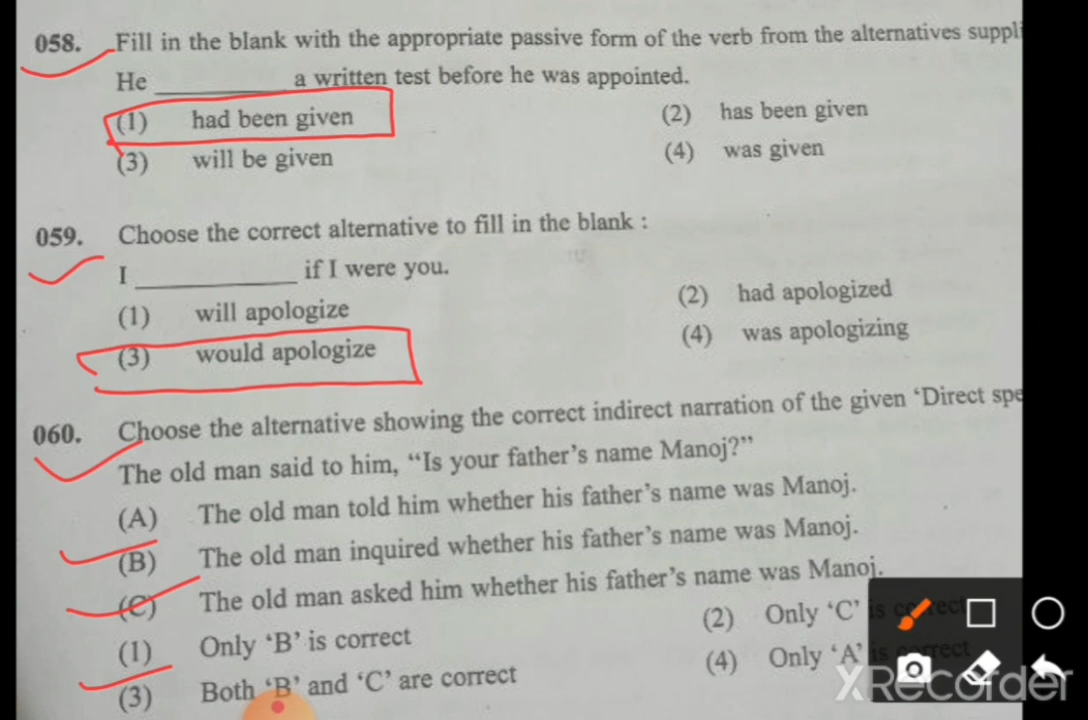 058. Fill in the blank with the appropriate passive form of the verb from the alternatives
He __________ a written test before he was appointed.
(1) had been given (2) has been given
(3) will be given (4) was given
059. Choose the correct alternative to fill in the blank :
I __________ if I were you.
(1) will apologize (2) had apologized
(3) would apologize (4) was apologizing
060. Choose the alternative showing the correct indirect narration of the given ‘Direct
The old man said to him, “Is your father’s name Manoj?”
(A) The old man told him whether his father’s name was Manoj.
(B) The old man inquired whether his father’s name was Manoj.
(C) The old man asked him whether his father’s name was Manoj.
(1) Only ‘B’ is correct (2) Only ‘C’ is correct
(3) Both ‘B’ and ‘C’ are correct (4) Only ‘A’ is correct
XRecorder